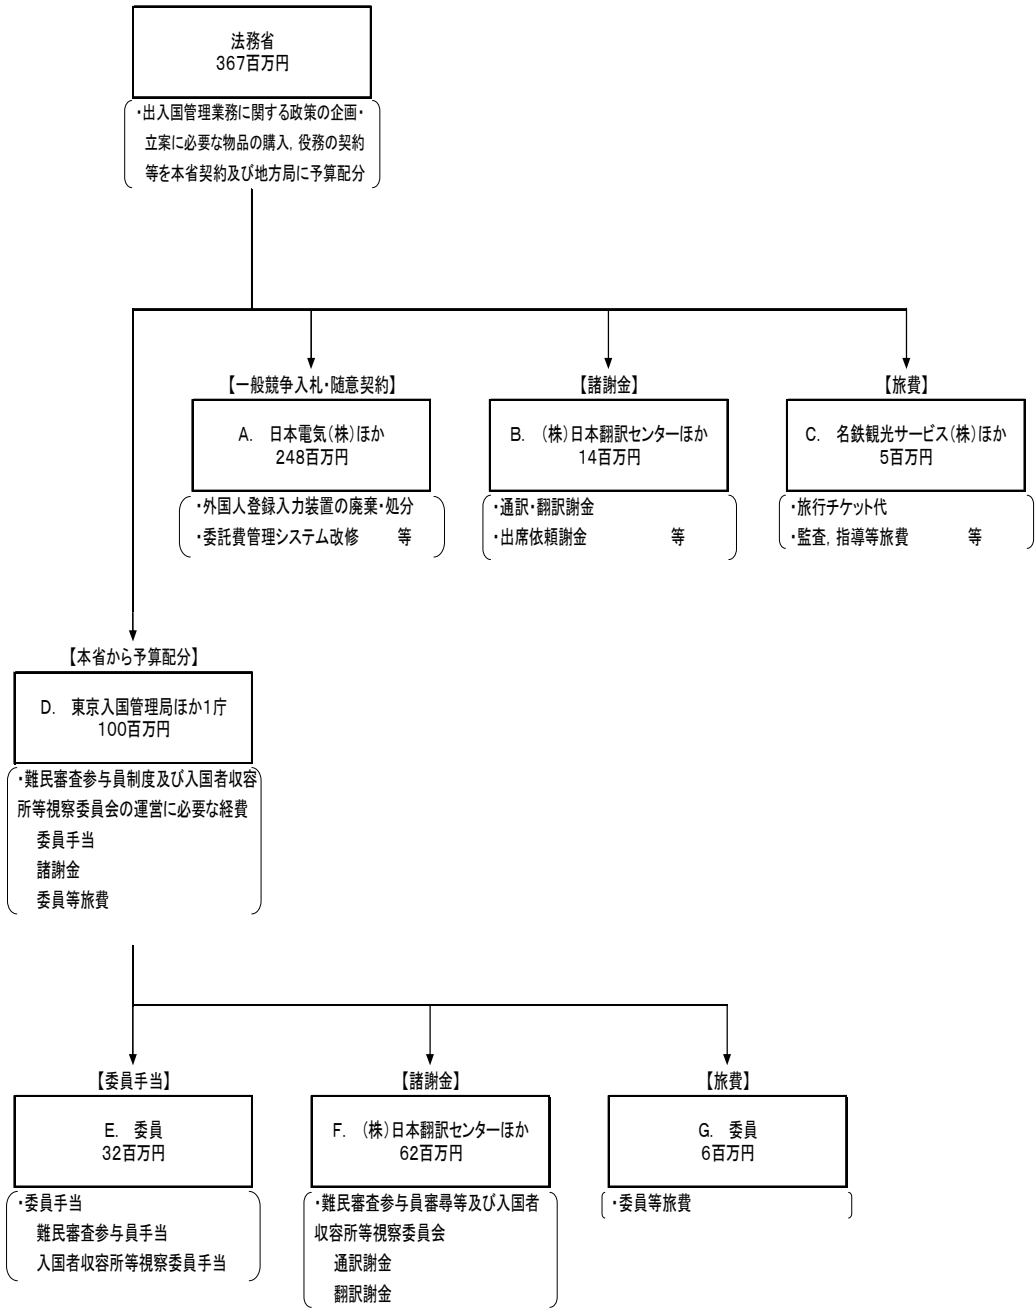 法務省
367百万円
・出入国管理業務に関する政策の企画・
立案に必要な物品の購入，役務の契約
等を本省契約及び地方局に予算配分
【一般競争入札・随意契約】
A.　日本電気（株）ほか
248百万円
・外国人登録入力装置の廃棄・処分
・委託費管理システム改修　　等
【諸謝金】
B.　（株）日本翻訳センターほか
14百万円
・通訳・翻訳謝金
・出席依頼謝金　　　　等
【旅費】
C.　名鉄観光サービス（株）ほか
5百万円
・旅行チケット代
・監査，指導等旅費　　　等
【本省から予算配分】
D.　東京入国管理局ほか1庁
100百万円
・難民審査参与員制度及び入国者収容
所等視察委員会の運営に必要な経費
委員手当
諸謝金
委員等旅費
【委員手当】
E.　委員
32百万円
・委員手当
難民審査参与員手当
入国者収容所等視察委員手当
【諸謝金】
F.　（株）日本翻訳センターほか
62百万円
・難民審査参与員審尋等及び入国者
収容所等視察委員会
通訳謝金
翻訳謝金
【旅費】
G.　委員
6百万円
・委員等旅費